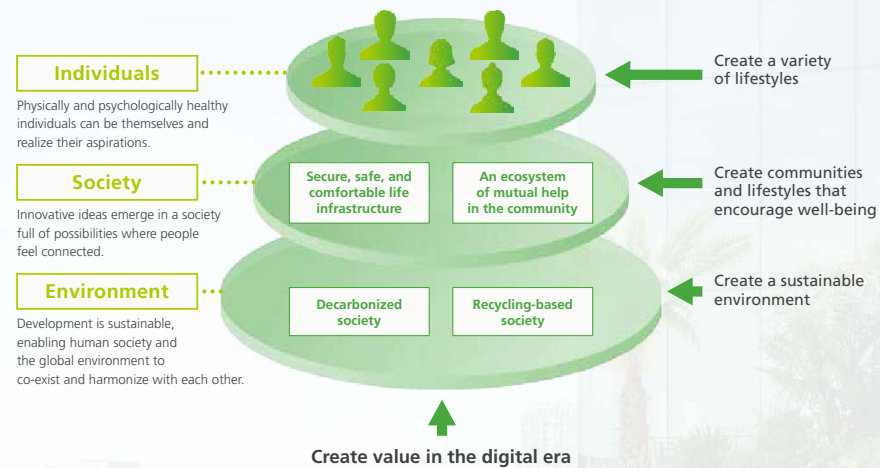 Individuals
Physically and psychologically healthy
individuals can be themselves and
realize their aspirations.
Create a variety
of lifestyles
Society
Innovative ideas emerge in a society
full of possibilities where people
feel connected.
Secure, safe, and
comfortable life
infrastructure
An ecosystem
of mutual help
in the community
Create communities
and lifestyles that
encourage well-being
Environment
Development is sustainable,
enabling human society and
the global environment to
co-exist and harmonize with each other.
Decarbonized
society
Recycling-based
society
Create a sustainable
environment
Create value in the digital era